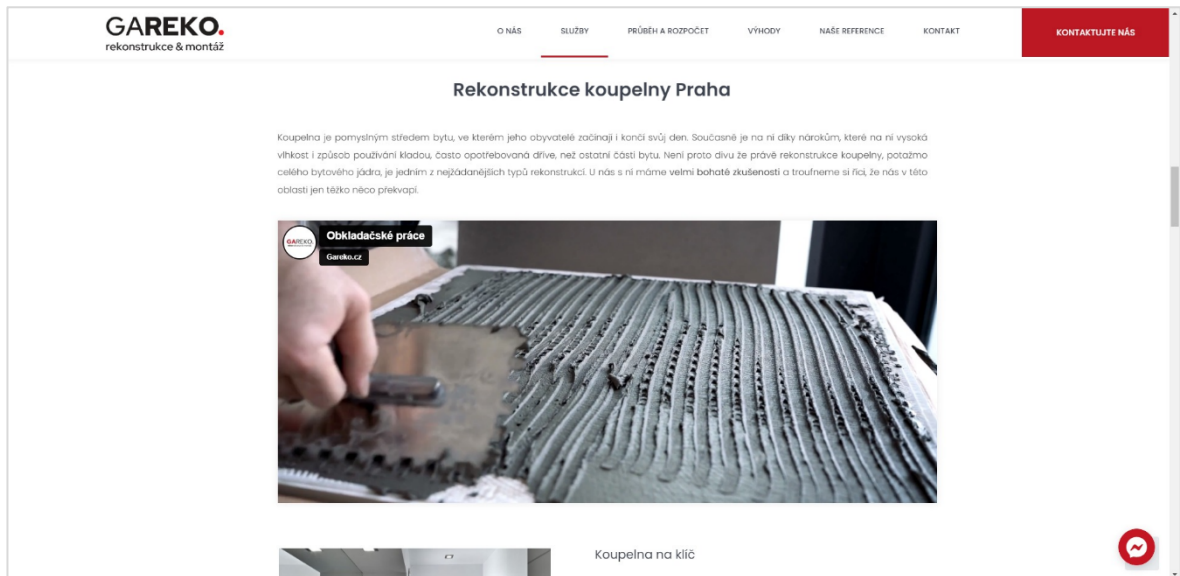 GAREKO.
rekonstrukce & montáž
O NÁS
SLUŽBY
PRŮBĚH A ROZPOČET
VÝHODY
NAŠE REFERENCE
KONTAKT
KONTAKTUJTE NÁS
Rekonstrukce koupelny Praha
Koupelna je pomyslným středem bytu, ve kterém jeho obyvatelé začínají i končí svůj den. Současně je na ní díky nárokům, které na ní vysoká
vlhkost i způsob používání kladou, často opotřebovaná dříve, než ostatní části bytu. Není proto divu že právě rekonstrukce koupelny, potažmo
celého bytového jádra, je jedním z nejžádanějších typů rekonstrukcí. U nás s ní máme velmi bohaté zkušenosti a troufneme si říci, že nás v této
oblasti jen těžko něco překvapí.
GAREKO.
Obkladačské práce
Gareko.cz
Koupelna na klíč